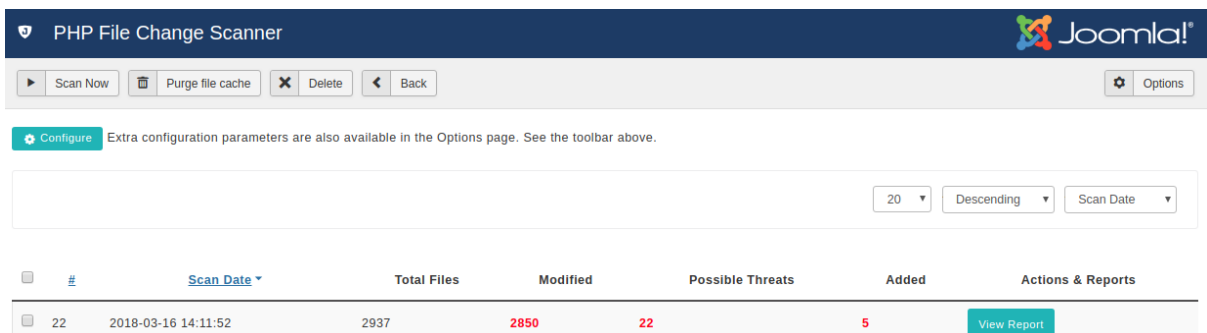 PHP File Change Scanner Joomla!®
Scan Now Purge file cache Delete Back Options
Configure Extra configuration parameters are also available in the Options page. See the toolbar above.
20 Descending Scan Date
# Scan Date Total Files Modified Possible Threats Added Actions & Reports
22 2018-03-16 14:11:52 2937 2850 22 5 View Report